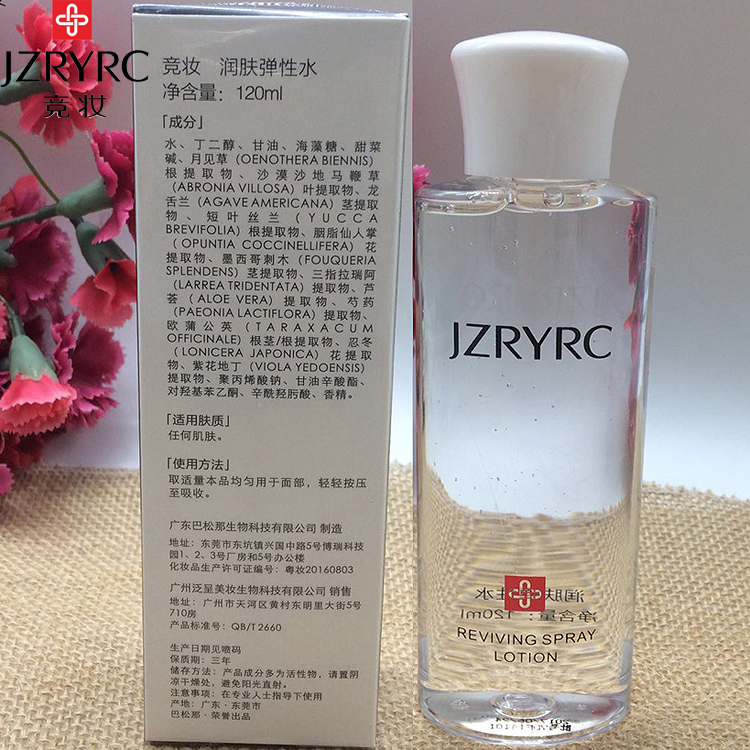 JZRYRC
竞妆
竞妆 润肤弹性水
净含量：120ml
「成分」
水、丁二醇、甘油、海藻糖、甜菜
碱、月见草（OENOTHERA BIENNIS）
根提取物、沙漠沙地马鞭草
（ABRONIA VILLOSA）叶提取物、龙
舌兰（AGAVE AMERICANA）茎提取
物、短叶丝兰（YUCCA
BREVIFOLIA）根提取物、胭脂仙人掌
（OPUNTIA COCCINELLIFERA）花
提取物、墨西哥刺木（FOUQUERIA
SPLENDENS）茎提取物、三指拉瑞阿
（LARREA TRIDENTATA）提取物、芦
荟（ALOE VERA）提取物、芍药
（PAEONIA LACTIFLORA）提取物、
欧蒲公英（TARAXACUM
OFFICINALE）根茎/根提取物、忍冬
（LONICERA JAPONICA）花提取
物、紫花地丁（VIOLA YEDOENSIS）
提取物、聚丙烯酸钠、甘油辛酸酯、
对羟基苯乙酮、辛酰羟肟酸、香精。
「适用肤质」
任何肌肤。
「使用方法」
取适量本品均匀用于面部，轻轻按压
至吸收。
广东巴松那生物科技有限公司 制造
地址：东莞市东坑镇兴国中路5号博瑞科技
园1、2、3号厂房和5号办公楼
化妆品生产许可证编号：粤妆20160803
广州泛呈美妆生物科技有限公司 销售
地址：广州市天河区黄村东明里大街5号
710房
产品标准号：QB/T 2660
生产日期见喷码
保质期：三年
储存方法：产品成分多为活性物，请置阴
凉干燥处，避免阳光直射。
注意事项：在专业人士指导下使用
产地：广东·东莞市
巴松那·荣誉出品
JZRYRC
润肤弹性水
净含量：120ml
REVIVING SPRAY
LOTION